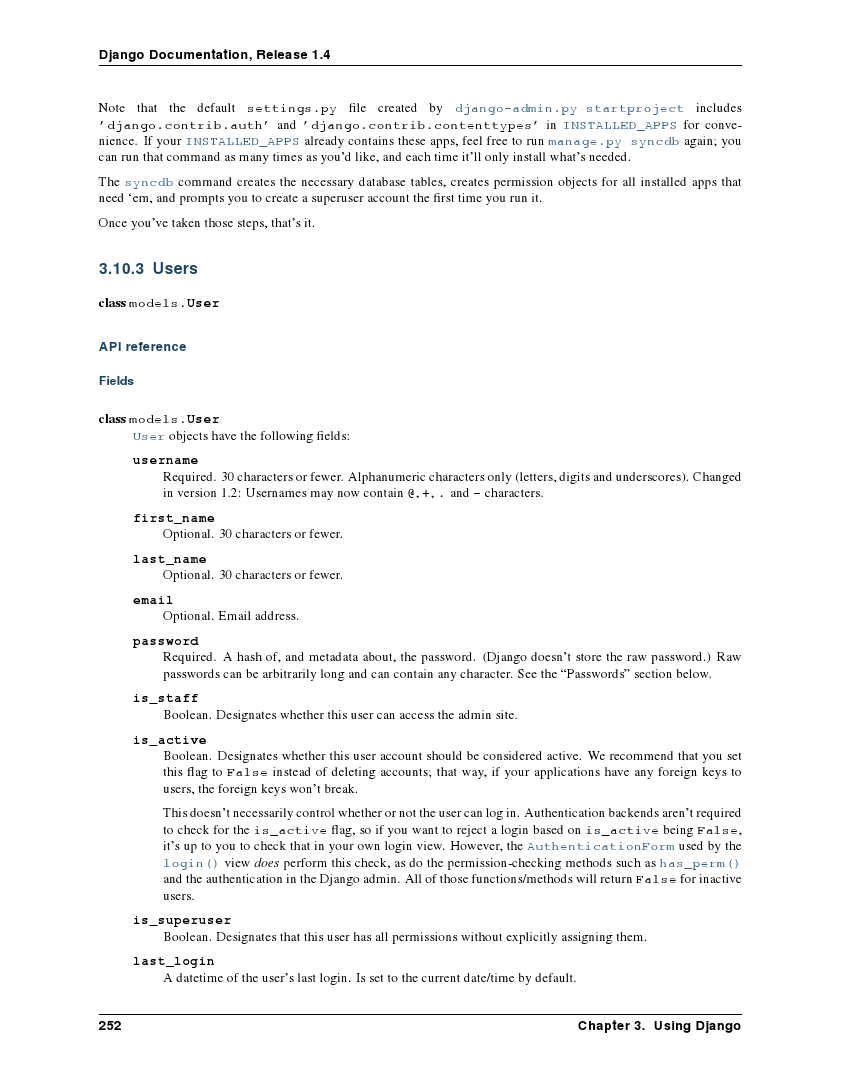 Django Documentation, Release 1.4
Note that the default settings.py file created by django-admin.py startproject includes
'django.contrib.auth' and 'django.contrib.contenttypes' in INSTALLED_APPS for conve-
nience. If your INSTALLED_APPS already contains these apps, feel free to run manage.py syncdb again; you
can run that command as many times as you’d like, and each time it’ll only install what’s needed.
The syncdb command creates the necessary database tables, creates permission objects for all installed apps that
need ‘em, and prompts you to create a superuser account the first time you run it.
Once you’ve taken those steps, that’s it.
3.10.3 Users
class models.User
API reference
Fields
class models.User
User objects have the following fields:
username
Required. 30 characters or fewer. Alphanumeric characters only (letters, digits and underscores). Changed
in version 1.2: Usernames may now contain @, +, . and - characters.
first_name
Optional. 30 characters or fewer.
last_name
Optional. 30 characters or fewer.
email
Optional. Email address.
password
Required. A hash of, and metadata about, the password. (Django doesn’t store the raw password.) Raw
passwords can be arbitrarily long and can contain any character. See the “Passwords” section below.
is_staff
Boolean. Designates whether this user can access the admin site.
is_active
Boolean. Designates whether this user account should be considered active. We recommend that you set
this flag to False instead of deleting accounts; that way, if your applications have any foreign keys to
users, the foreign keys won’t break.
This doesn’t necessarily control whether or not the user can log in. Authentication backends aren’t required
to check for the is_active flag, so if you want to reject a login based on is_active being False,
it’s up to you to check that in your own login view. However, the AuthenticationForm used by the
login() view does perform this check, as do the permission-checking methods such as has_perm()
and the authentication in the Django admin. All of those functions/methods will return False for inactive
users.
is_superuser
Boolean. Designates that this user has all permissions without explicitly assigning them.
last_login
A datetime of the user’s last login. Is set to the current date/time by default.
252 Chapter 3. Using Django